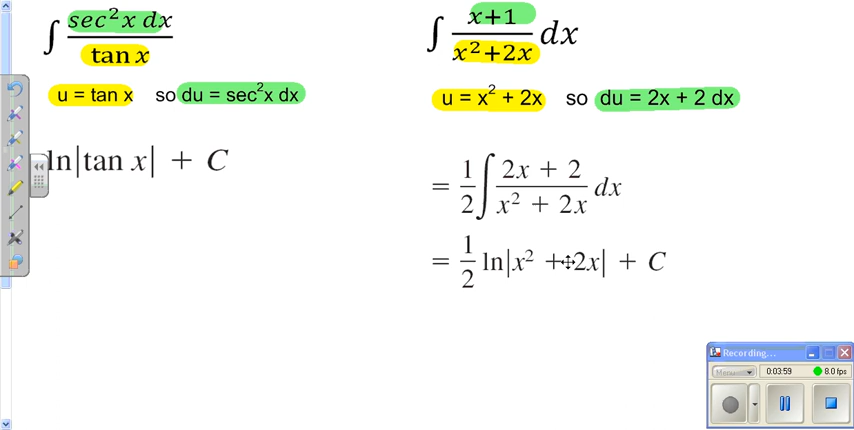 ∫ sec²x dx / tan x
u = tan x so du = sec²x dx
ln|tan x| + C
∫ x+1 / x²+2x dx
u = x² + 2x so du = 2x + 2 dx
= 1/2 ∫ 2x + 2 / x² + 2x dx
= 1/2 ln|x² + 2x| + C
Recording...
Menu 0:03:59 8.0 fps